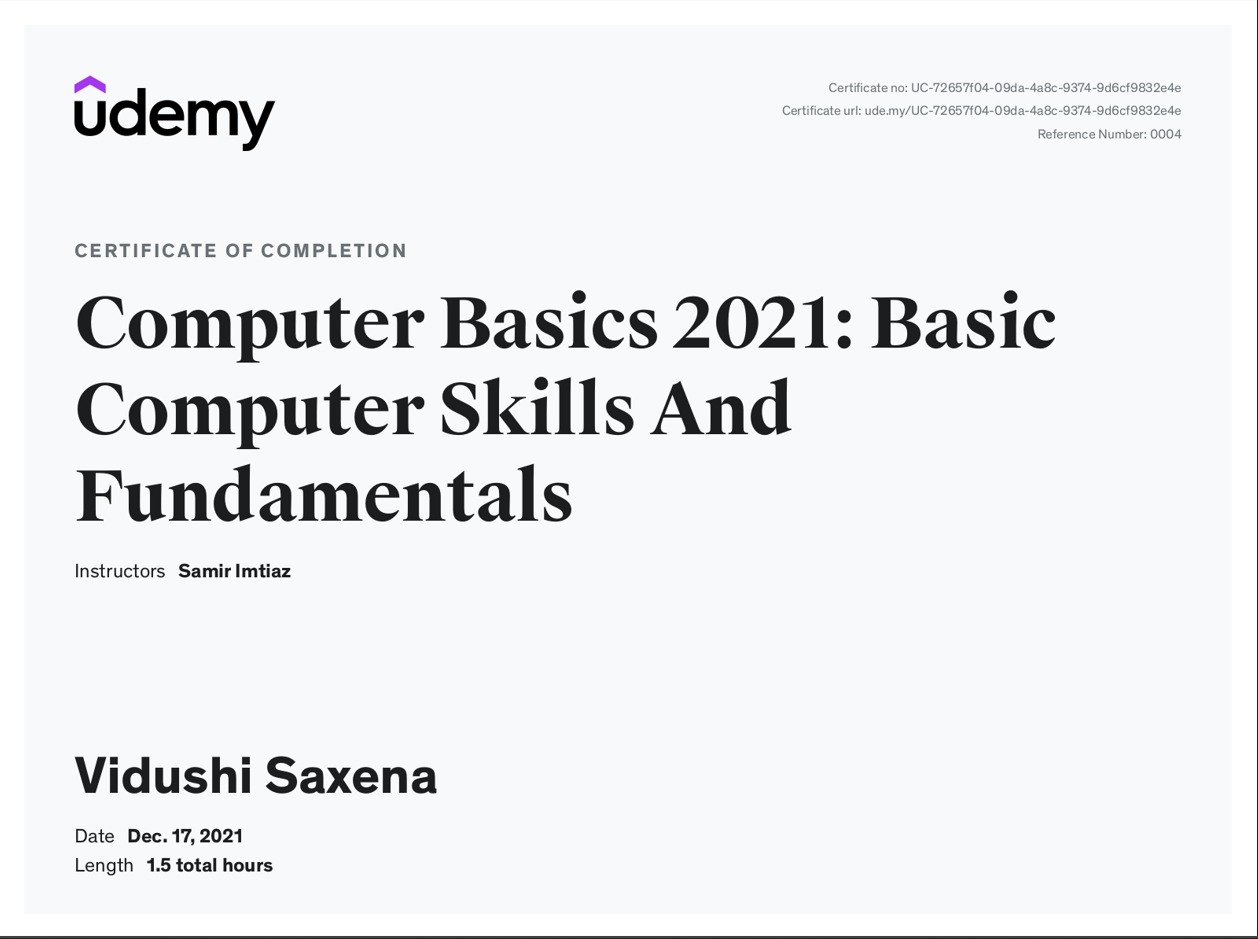 udemy
Certificate no: UC-72657f04-09da-4a8c-9374-9d6cf9832e4e
Certificate url: ude.my/UC-72657f04-09da-4a8c-9374-9d6cf9832e4e
Reference Number: 0004
CERTIFICATE OF COMPLETION
Computer Basics 2021: Basic
Computer Skills And
Fundamentals
Instructors Samir Imtiaz
Vidushi Saxena
Date Dec. 17, 2021
Length 1.5 total hours